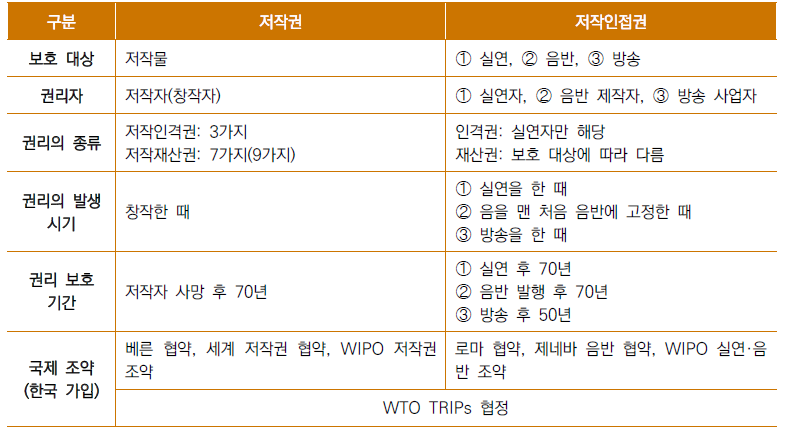 구분 저작권 저작인접권
보호 대상 저작물 ① 실연, ② 음반, ③ 방송
권리자 저작자(창작자) ① 실연자, ② 음반 제작자, ③ 방송 사업자
권리의 종류
저작인격권: 3가지
저작재산권: 7가지(9가지)
인격권: 실연자만 해당
재산권: 보호 대상에 따라 다름
권리의 발생
시기
창작한 때
① 실연을 한 때
② 음을 맨 처음 음반에 고정한 때
③ 방송을 한 때
권리 보호
기간
저작자 사망 후 70년
① 실연 후 70년
② 음반 발행 후 70년
③ 방송 후 50년
국제 조약
(한국 가입)
베른 협약, 세계 저작권 협약, WIPO 저작권
조약
로마 협약, 제네바 음반 협약, WIPO 실연·음
반 조약
WTO TRIPs 협정